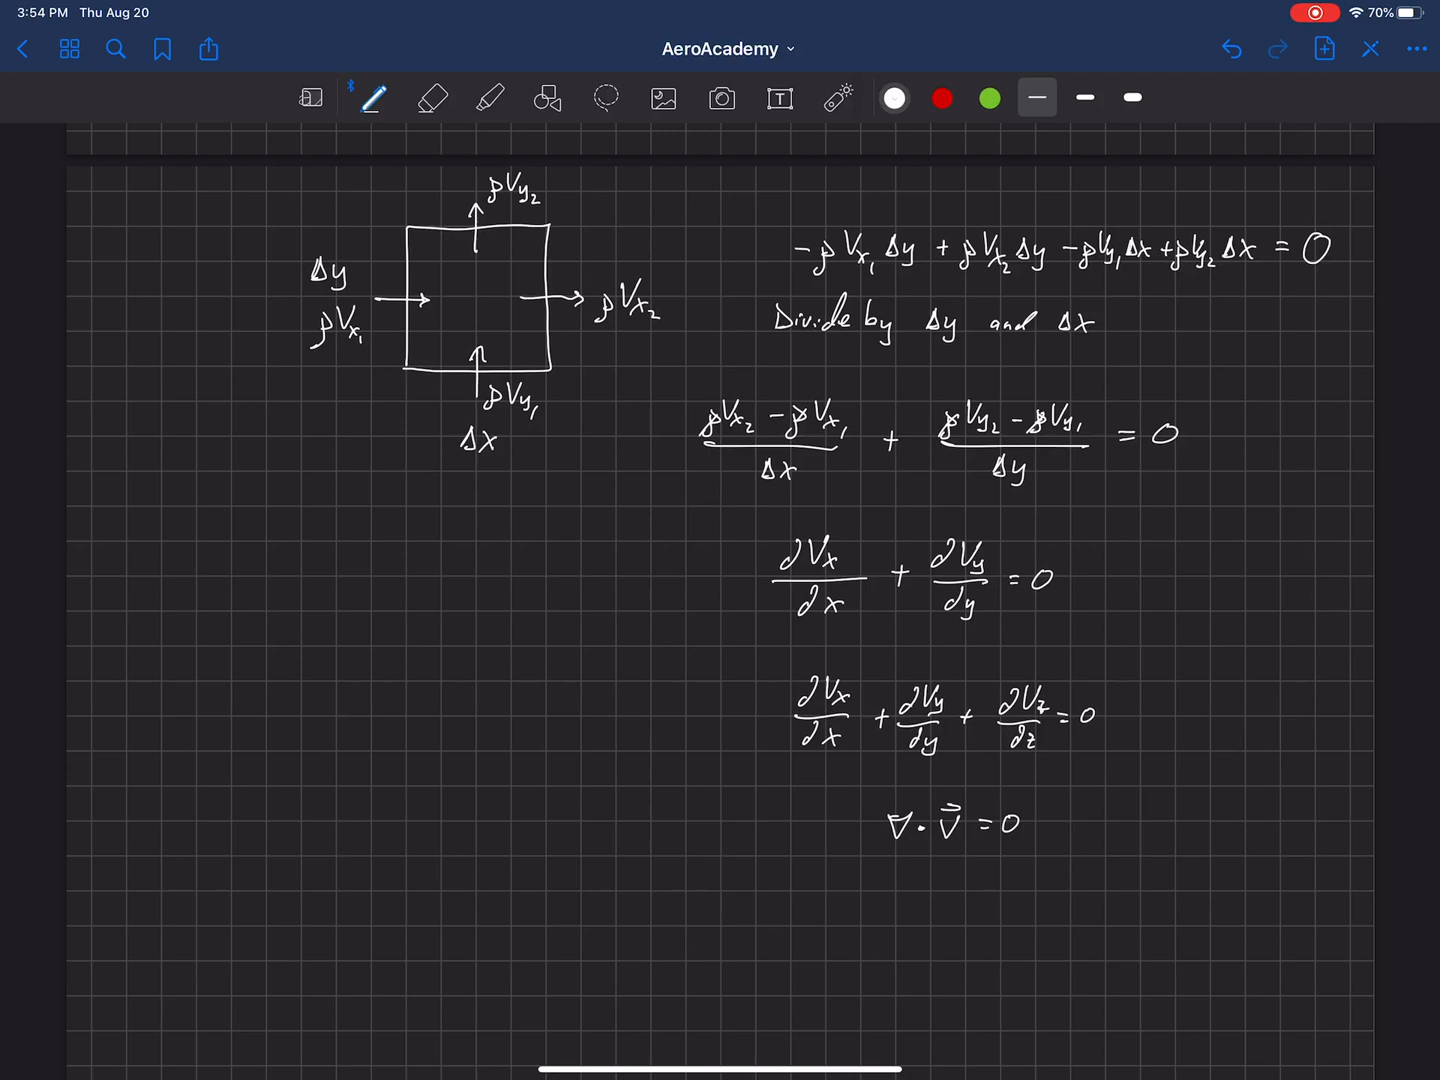 3:54 PM Thu Aug 20
70%
AeroAcademy
T
ρVy₂
Δy
ρVx₁
ρVx₂
ρVy₁
Δx
-ρVx₁ Δy + ρVx₂ Δy - ρVy₁ Δx + ρVy₂ Δx = 0
Divide by Δy and Δx
(ρVx₂ - ρVx₁)/Δx + (ρVy₂ - ρVy₁)/Δy = 0
∂Vx/∂x + ∂Vy/∂y = 0
∂Vx/∂x + ∂Vy/∂y + ∂Vz/∂z = 0
∇ · V⃗ = 0